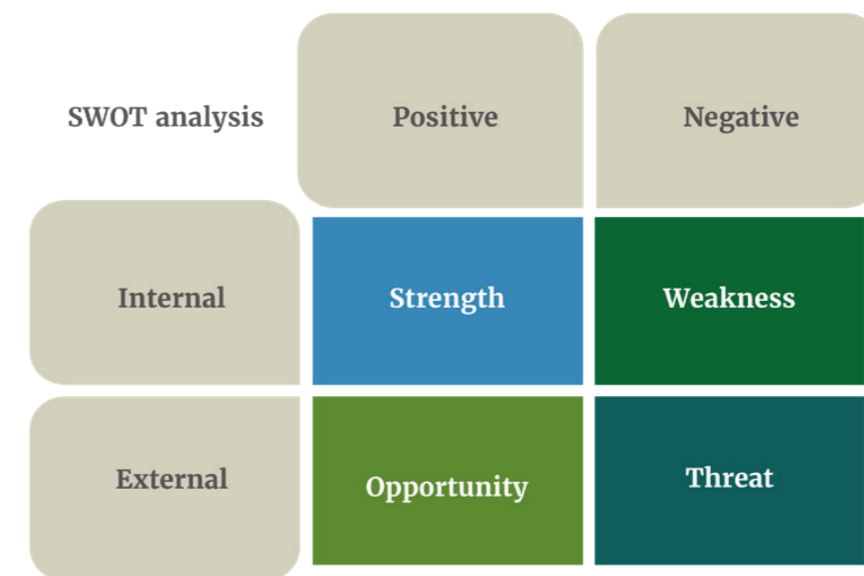 SWOT analysis
Positive
Negative
Internal
Strength
Weakness
External
Opportunity
Threat